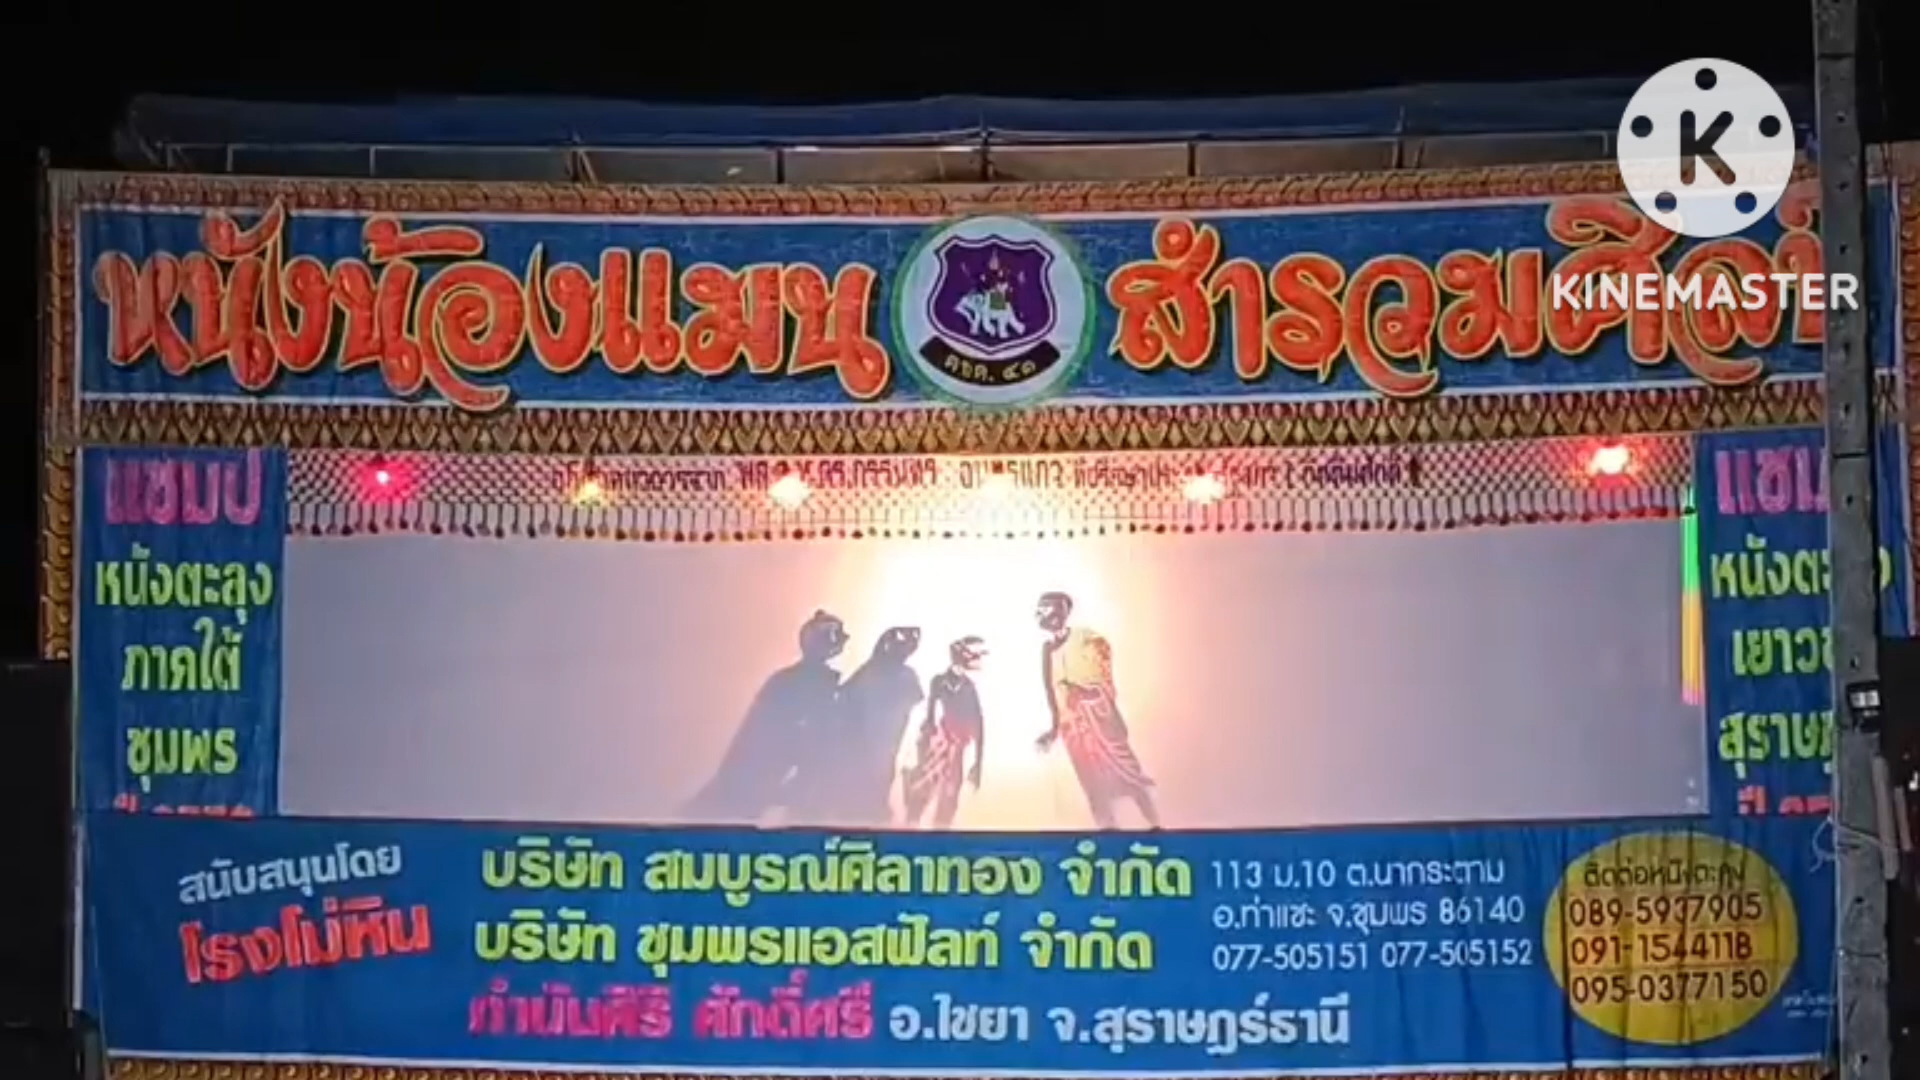 KINEMASTER
หนังน้องแมน สำรวมศิลป์
ตชด. ๔๑
แชมป์
หนังตะลุง
ภาคใต้
ชุมพร
หนังตะ
เยาวช
สุราษฎ
สนับสนุนโดย
โรงโม่หิน
บริษัท สมบูรณ์ศิลาทอง จำกัด
บริษัท ชุมพรแอสฟัลท์ จำกัด
กำนันศิริ ศักดิ์ศรี อ.ไชยา จ.สุราษฎร์ธานี
113 ม.10 ต.นากระตาม
อ.ท่าแซะ จ.ชุมพร 86140
077-505151 077-505152
ติดต่อหนังตะลุง
089-5937905
091-1544118
095-0377150